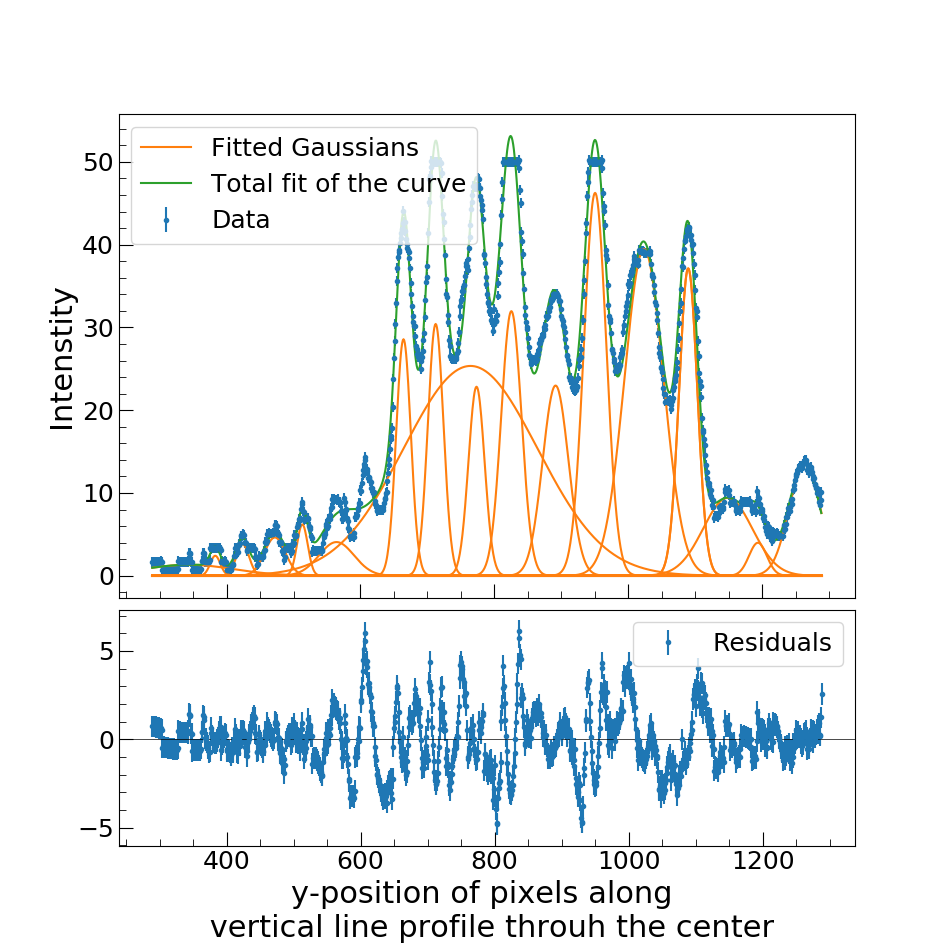 Fitted Gaussians
Total fit of the curve
Data
50
40
30
20
10
0
Intenstity
Residuals
5
0
−5
400 600 800 1000 1200
y-position of pixels along
vertical line profile throuh the center